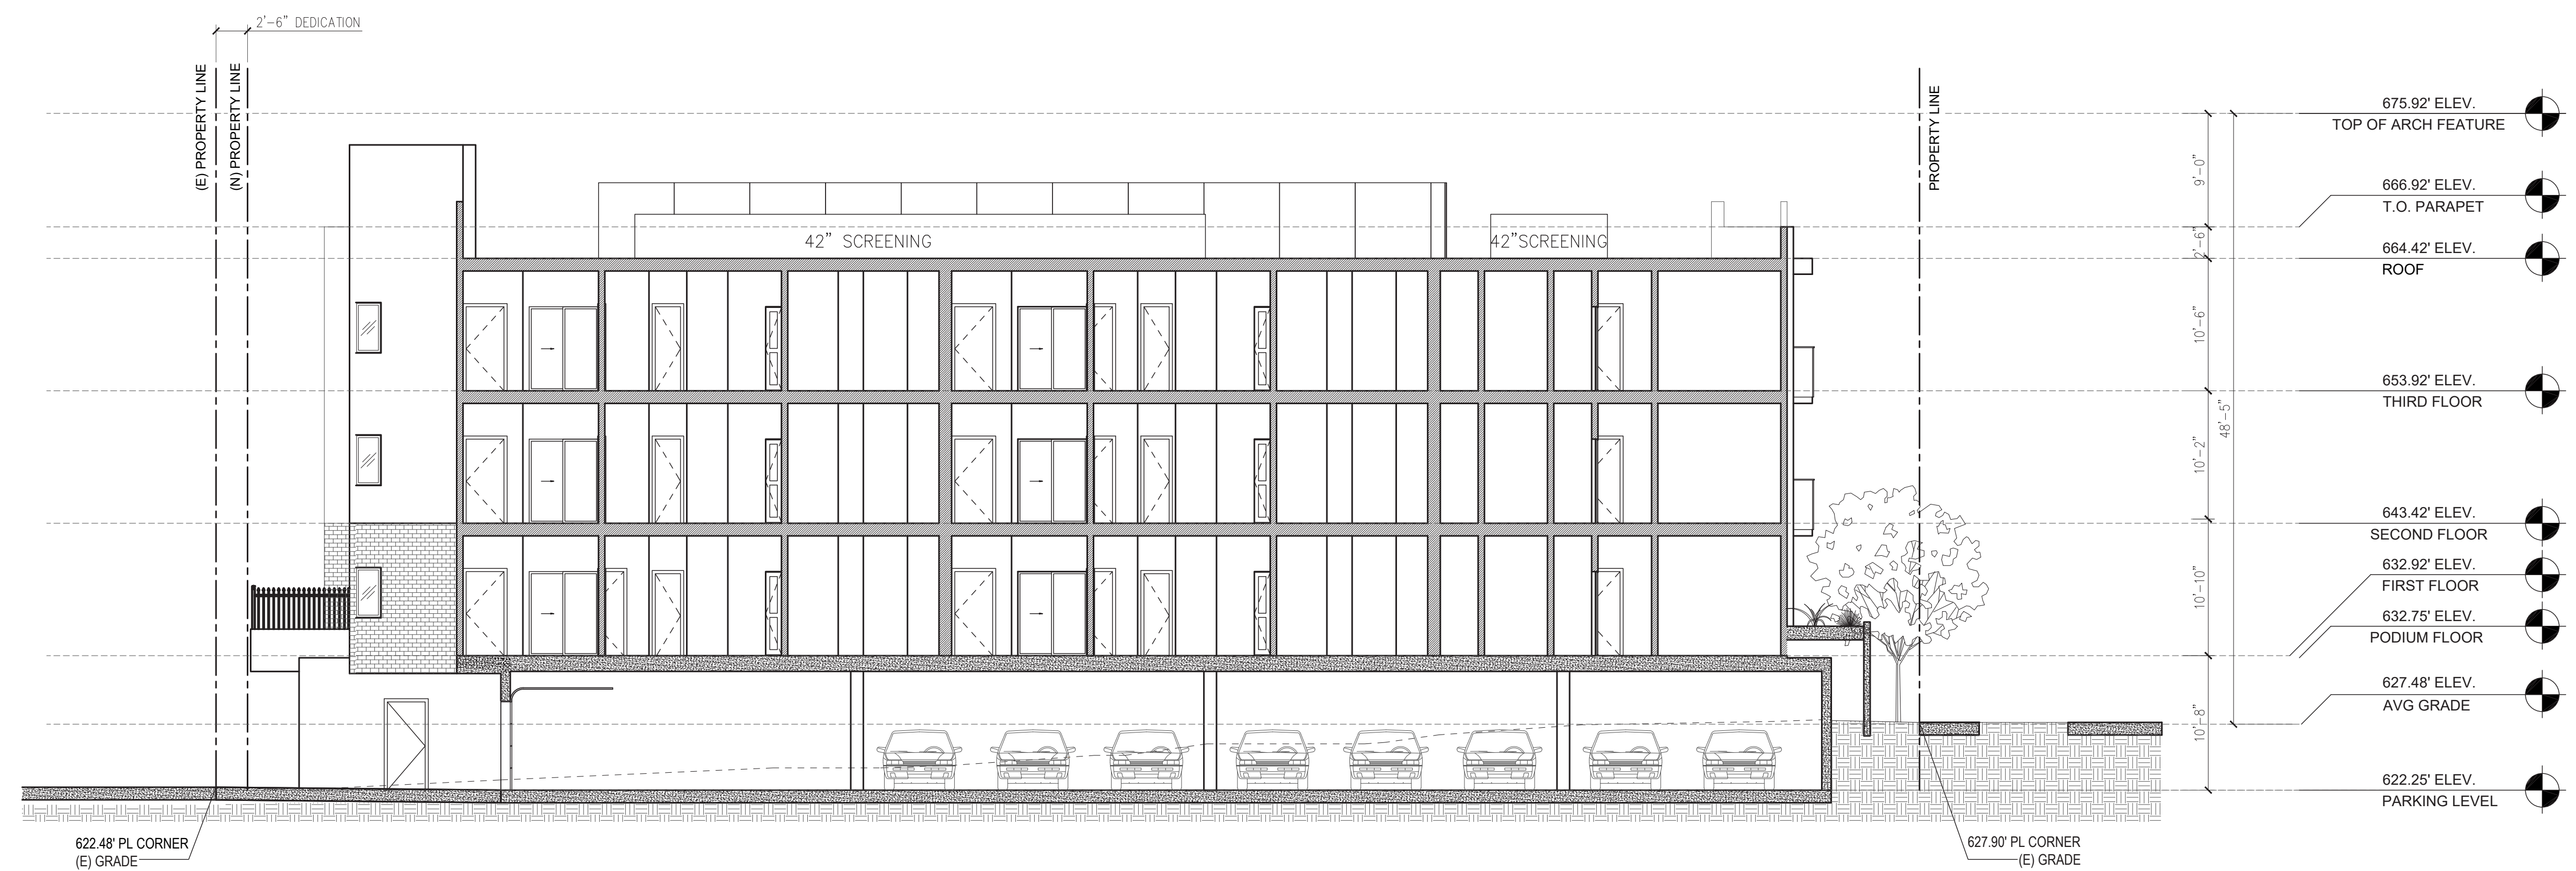 2'-6" DEDICATION
(E) PROPERTY LINE
(N) PROPERTY LINE
PROPERTY LINE
42" SCREENING
42"SCREENING
9'-0"
2'-6"
10'-6"
10'-2"
48'-5"
10'-10"
10'-8"
675.92' ELEV.
TOP OF ARCH FEATURE
666.92' ELEV.
T.O. PARAPET
664.42' ELEV.
ROOF
653.92' ELEV.
THIRD FLOOR
643.42' ELEV.
SECOND FLOOR
632.92' ELEV.
FIRST FLOOR
632.75' ELEV.
PODIUM FLOOR
627.48' ELEV.
AVG GRADE
622.25' ELEV.
PARKING LEVEL
622.48' PL CORNER
(E) GRADE
627.90' PL CORNER
(E) GRADE